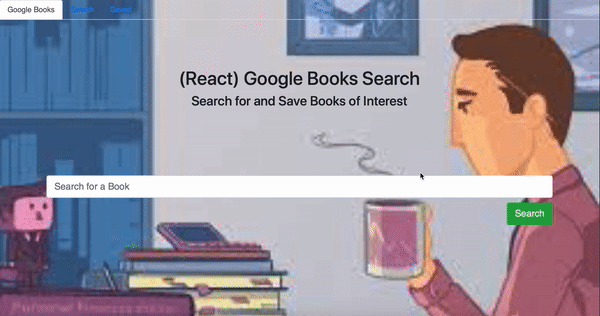 Google Books Search Saved
(React) Google Books Search
Search for and Save Books of Interest
Search for a Book
Search